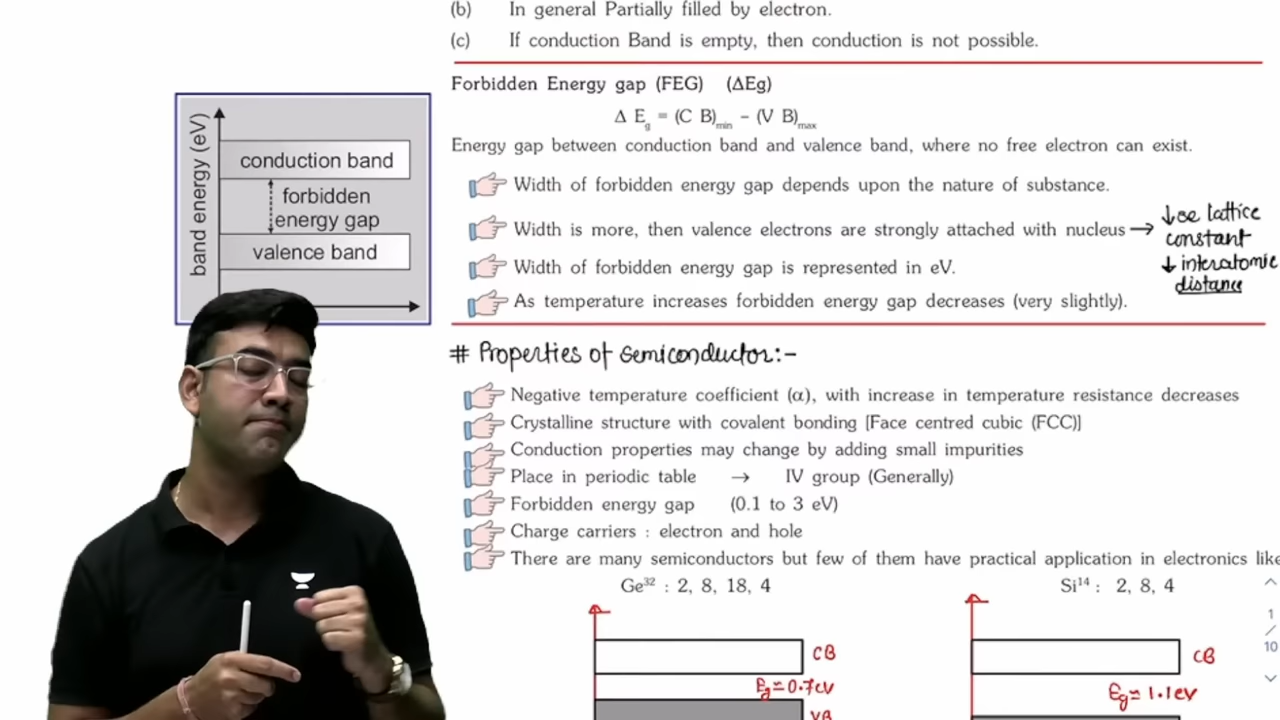 (b) In general Partially filled by electron.
(c) If conduction Band is empty, then conduction is not possible.
Forbidden Energy gap (FEG) (ΔEg)
Δ E_g = (C B)_min − (V B)_max
Energy gap between conduction band and valence band, where no free electron can exist.
Width of forbidden energy gap depends upon the nature of substance.
Width is more, then valence electrons are strongly attached with nucleus → ↓se lattice
constant
↓ interatomic
distance
Width of forbidden energy gap is represented in eV.
As temperature increases forbidden energy gap decreases (very slightly).
band energy (eV)
conduction band
forbidden
energy gap
valence band
# Properties of Semiconductor:-
Negative temperature coefficient (α), with increase in temperature resistance decreases
Crystalline structure with covalent bonding [Face centred cubic (FCC)]
Conduction properties may change by adding small impurities
Place in periodic table → IV group (Generally)
Forbidden energy gap (0.1 to 3 eV)
Charge carriers : electron and hole
There are many semiconductors but few of them have practical application in electronics like
Ge³² : 2, 8, 18, 4
Si¹⁴ : 2, 8, 4
CB
Eg = 0.7eV
VB
CB
Eg = 1.1eV
1
/
10